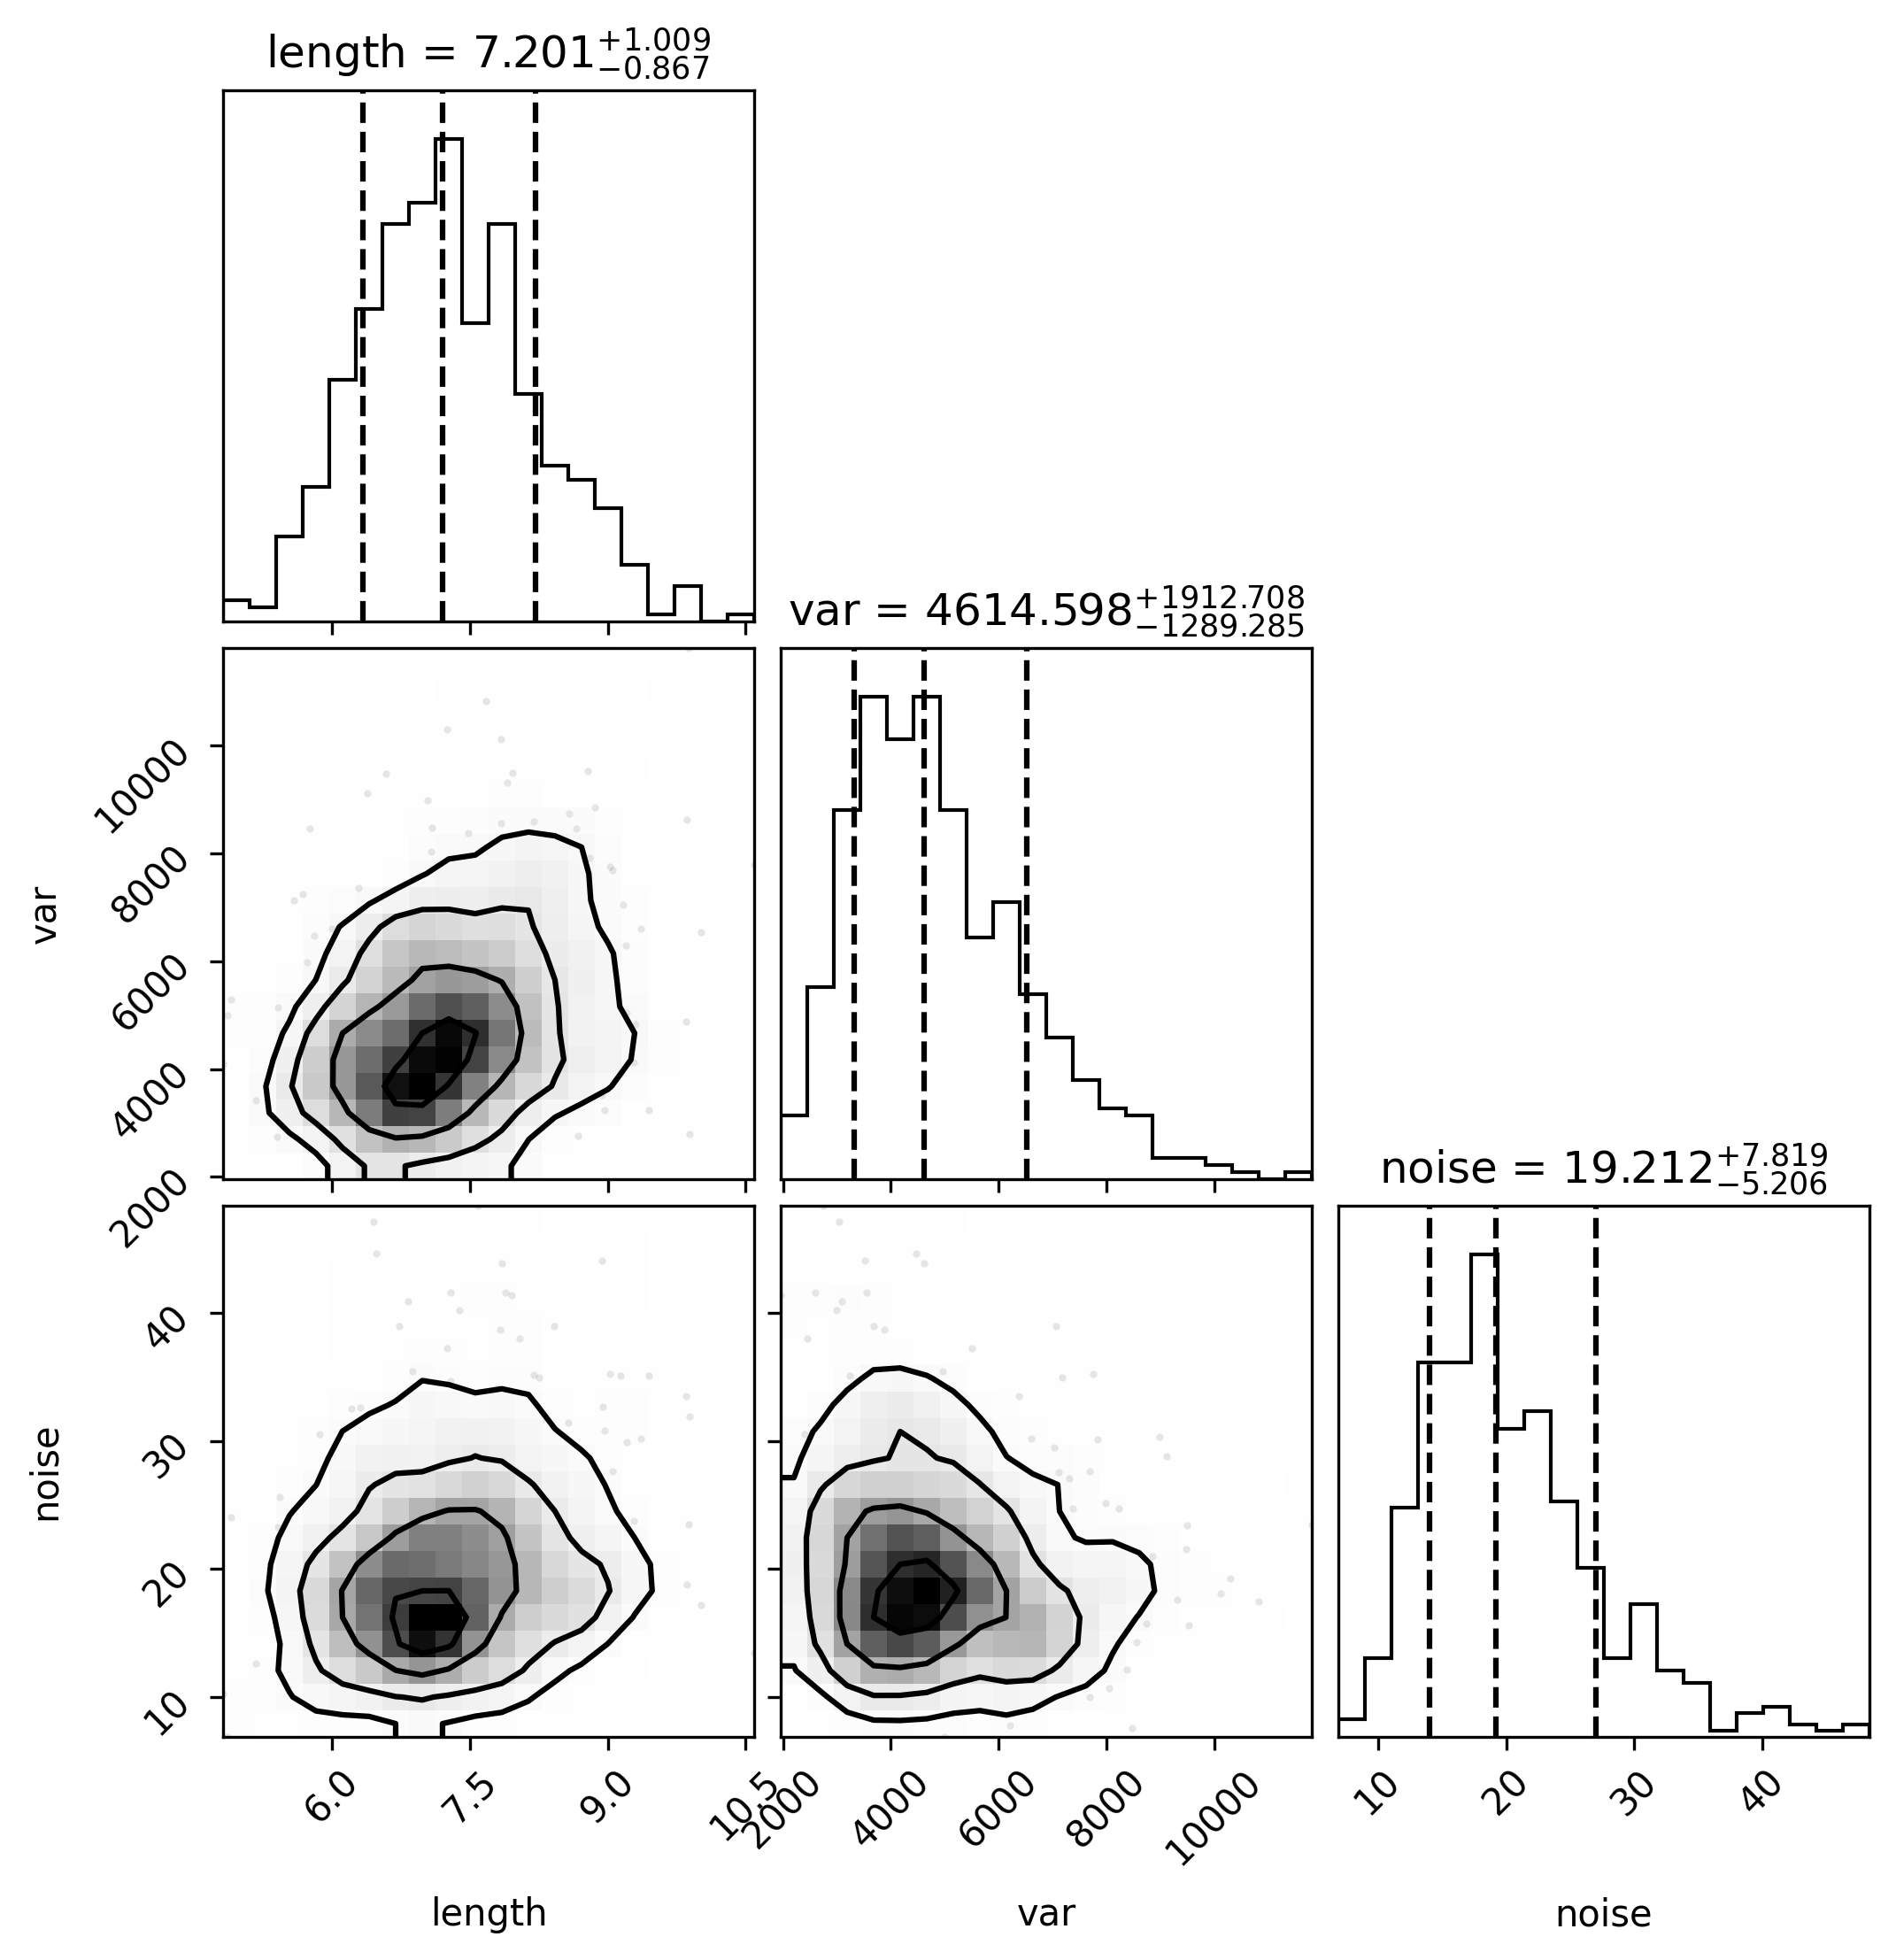 length = 7.201+1.009−0.867
var = 4614.598+1912.708−1289.285
10000
8000
var
6000
4000
2000
noise = 19.212+7.819−5.206
40
30
noise
20
10
6.0 7.5 9.0 10.5 2000 4000 6000 8000 10000 10 20 30 40
length var noise